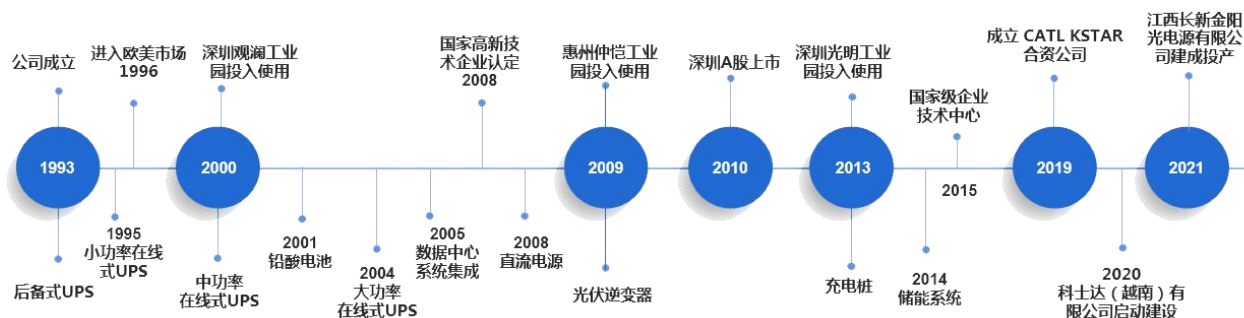 公司成立
1993
后备式UPS
1995
小功率在线
式UPS
进入欧美市场
1996
深圳观澜工业
园投入使用
2000
中功率
在线式UPS
2001
铅酸电池
2004
大功率
在线式UPS
2005
数据中心
系统集成
国家高新技
术企业认定
2008
2008
直流电源
惠州仲恺工业
园投入使用
2009
光伏逆变器
深圳A股上市
2010
深圳光明工业
园投入使用
2013
充电桩
2014
储能系统
国家级企业
技术中心
2015
成立 CATL KSTAR
合资公司
2019
2020
科士达（越南）有
限公司启动建设
江西长新金阳
光电源有限公
司建成投产
2021